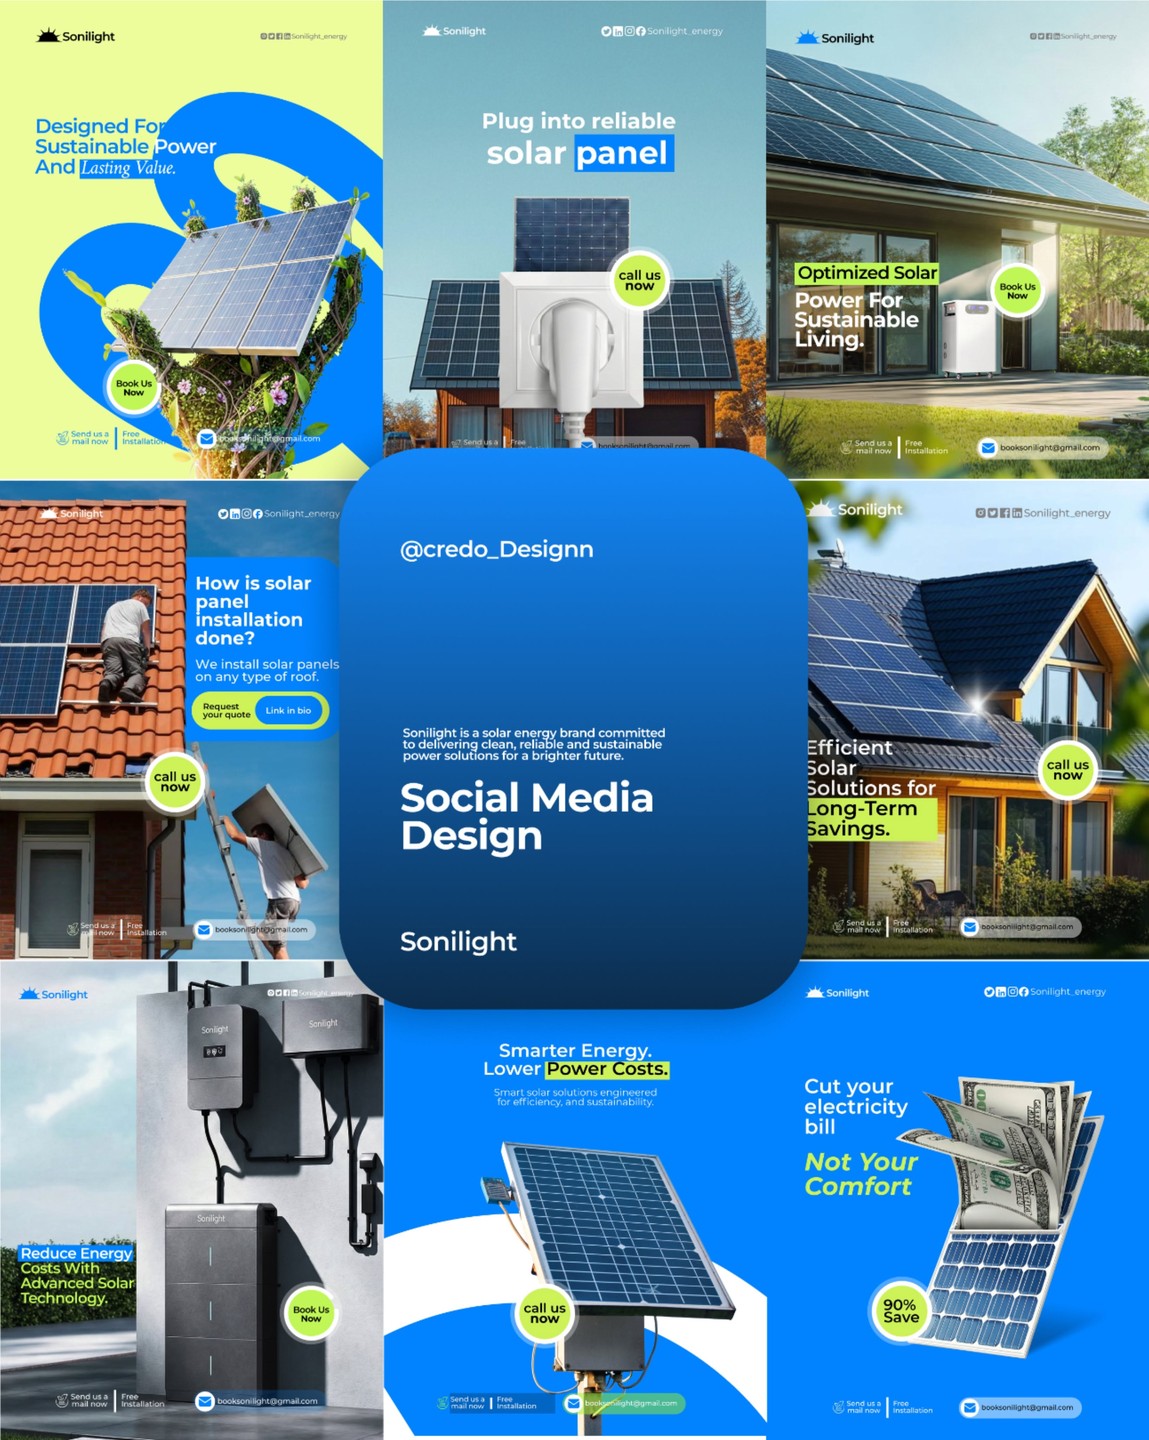 Sonilight
Sonilight_energy
Designed For
Sustainable Power
And Lasting Value.
Book Us
Now
Send us a
mail now
Free
Installation
booksonilight@gmail.com
Sonilight
Sonilight_energy
Plug into reliable
solar panel
call us
now
Send us a
Free
booksonilight@gmail.com
Sonilight
Sonilight_energy
Optimized Solar
Power For
Sustainable
Living.
Book Us
Now
Send us a
mail now
Free
Installation
booksonilight@gmail.com
Sonilight
Sonilight_energy
How is solar
panel
installation
done?
We install solar panels
on any type of roof.
Request
your quote
Link in bio
call us
now
Send us a
mail now
Free
Installation
booksonilight@gmail.com
@credo_Designn
Sonilight is a solar energy brand committed
to delivering clean, reliable and sustainable
power solutions for a brighter future.
Social Media
Design
Sonilight
Sonilight
Sonilight_energy
Efficient
Solar
Solutions for
Long-Term
Savings.
call us
now
Send us a
mail now
Free
Installation
booksonilight@gmail.com
Sonilight
Sonilight_energy
Sonilight
Sonilight
Sonilight
Reduce Energy
Costs With
Advanced Solar
Technology.
Book Us
Now
Send us a
mail now
Free
Installation
booksonilight@gmail.com
Smarter Energy.
Lower Power Costs.
Smart solar solutions engineered
for efficiency, and sustainability.
call us
now
Send us a
mail now
Free
Installation
booksonilight@gmail.com
Sonilight
Sonilight_energy
Cut your
electricity
bill
Not Your
Comfort
90%
Save
Send us a
mail now
Free
Installation
booksonilight@gmail.com